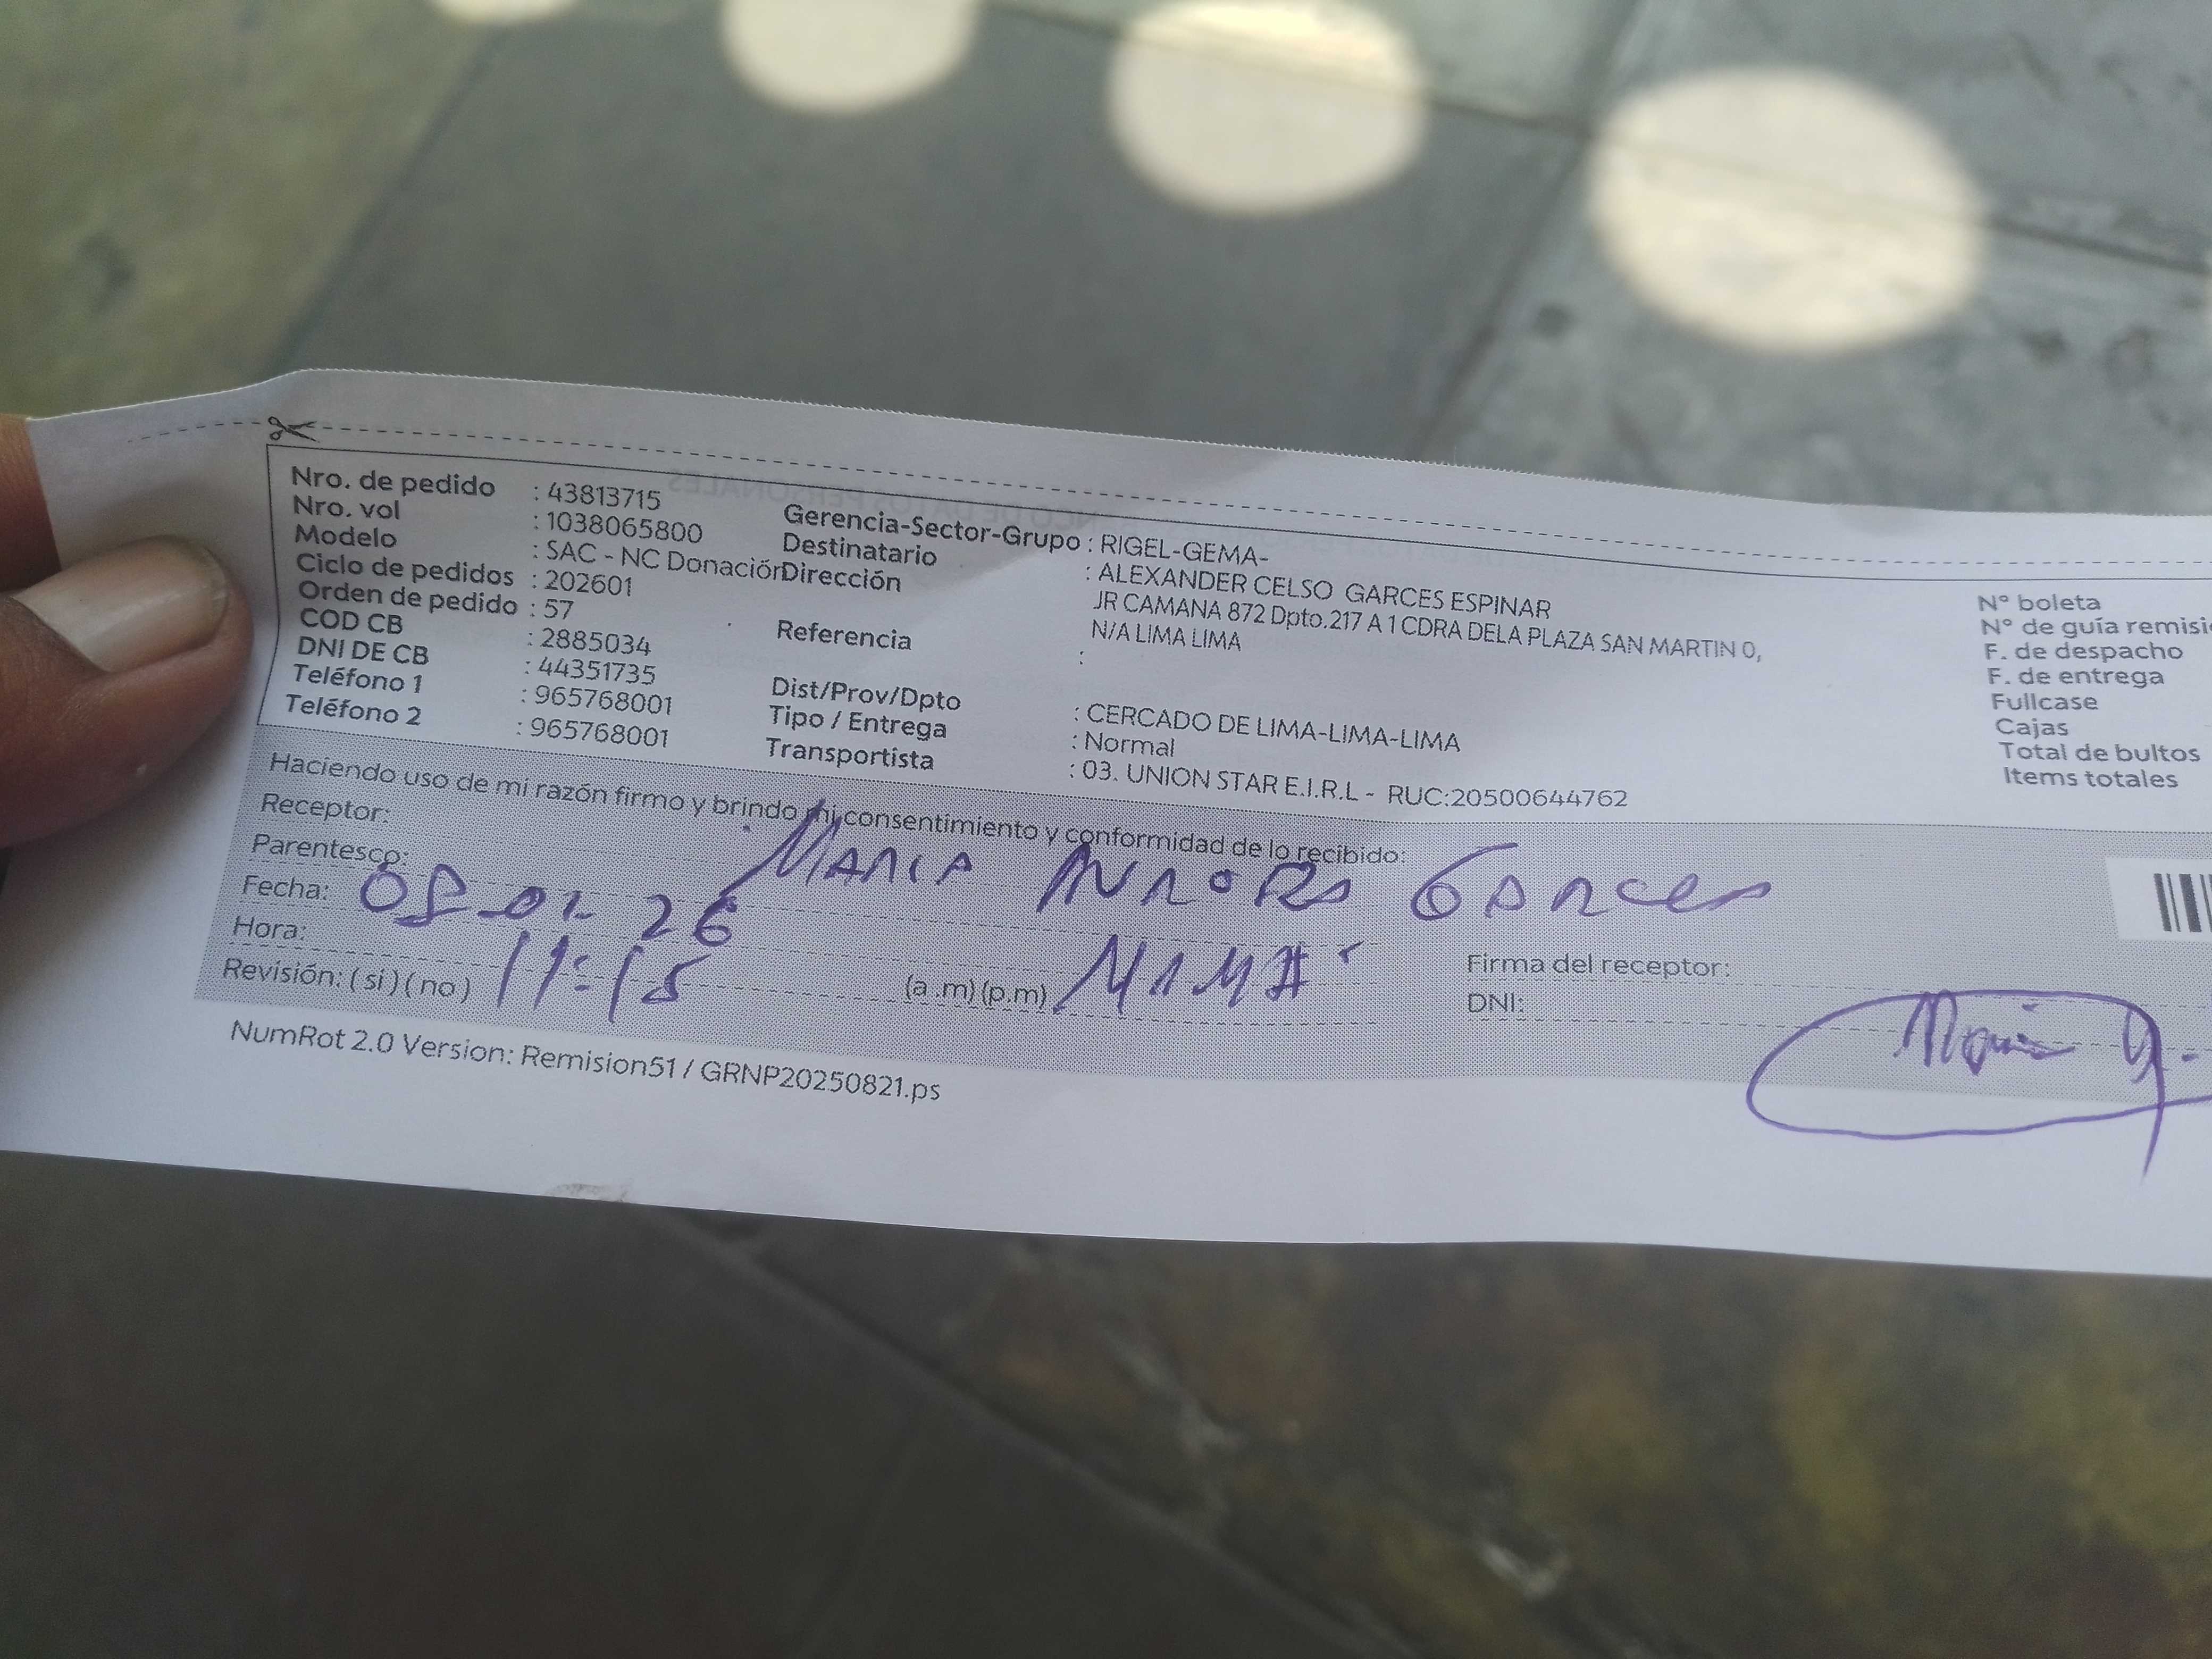 Nro. de pedido : 43813715
Nro. vol : 1038065800
Modelo : SAC - NC Donación
Ciclo de pedidos : 202601
Orden de pedido : 57
COD CB : 2885034
DNI DE CB : 44351735
Teléfono 1 : 965768001
Teléfono 2 : 965768001
Gerencia-Sector-Grupo : RIGEL-GEMA-
Destinatario : ALEXANDER CELSO GARCES ESPINAR
Dirección JR CAMANA 872 Dpto.217 A 1 CDRA DELA PLAZA SAN MARTIN 0,
N/A LIMA LIMA
Referencia :
Dist/Prov/Dpto : CERCADO DE LIMA-LIMA-LIMA
Tipo / Entrega : Normal
Transportista : 03. UNION STAR E.I.R.L - RUC:20500644762
N° boleta
N° de guía remisi
F. de despacho
F. de entrega
Fullcase
Cajas
Total de bultos
Items totales
Haciendo uso de mi razón firmo y brindo mi consentimiento y conformidad de lo recibido:
Receptor: MARIA GARCES
Parentesco:
Fecha: 08-01-26
Hora: 11:15 (a .m) (p.m) MAMÁ
Revisión: ( si ) ( no )
Firma del receptor:
DNI:
NumRot 2.0 Version: Remision51 / GRNP20250821.ps